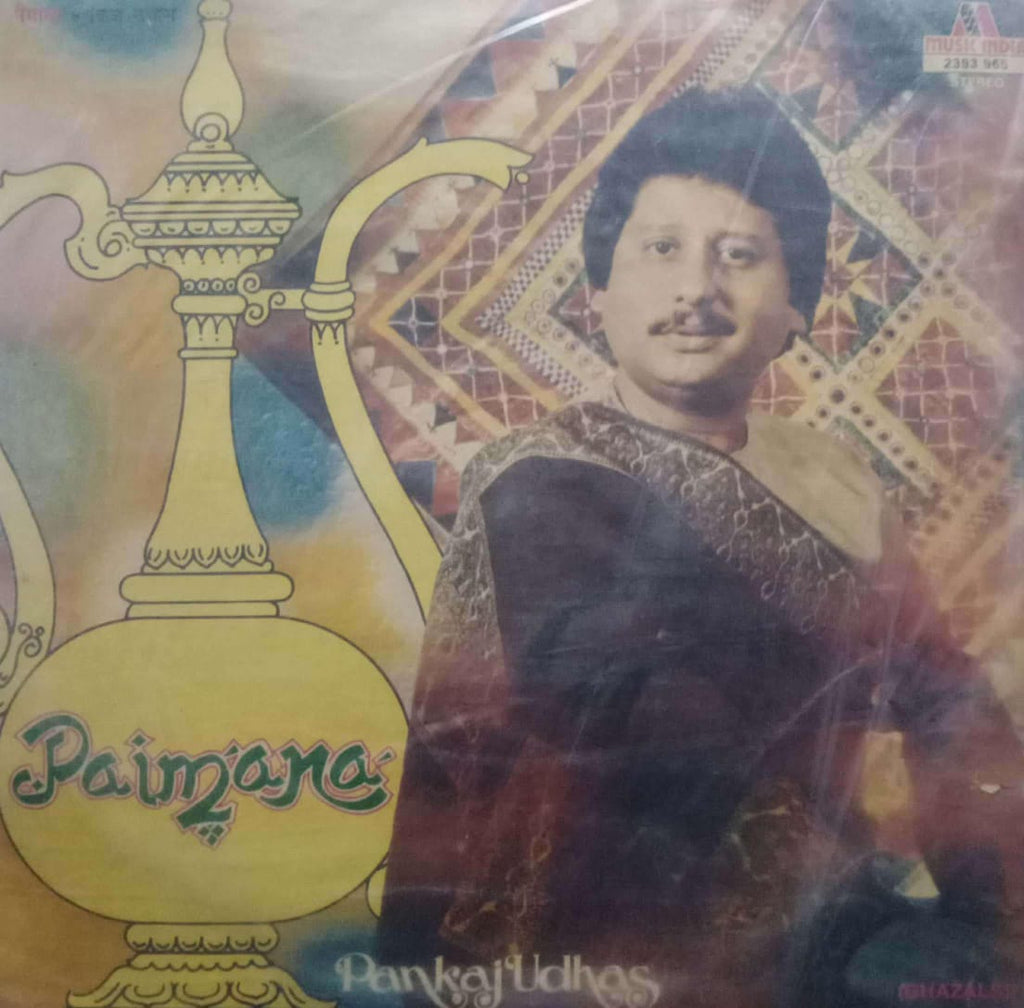 पैमाना
MUSIC INDIA
2393 965
STEREO
Paimana
Pankaj Udhas
GHAZALS